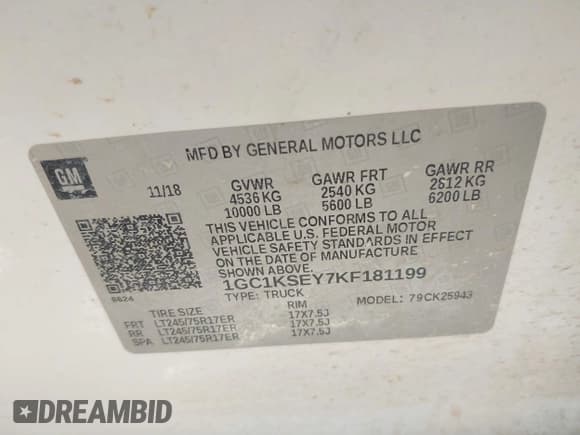 MFD BY GENERAL MOTORS LLC
GM
11/18 GVWR GAWR FRT GAWR RR
4536 KG 2540 KG 2812 KG
10000 LB 5600 LB 6200 LB
THIS VEHICLE CONFORMS TO ALL
APPLICABLE U.S. FEDERAL MOTOR
VEHICLE SAFETY STANDARDS IN EFFECT
ON THE DATE OF MANUFACTURE
SHOWN ABOVE.
1GC1KSEY7KF181199
8624
TYPE: TRUCK MODEL: 79CK25943
TIRE SIZE RIM
FRT LT245/75R17ER 17X7.5J
RR LT245/75R17ER 17X7.5J
SPA LT245/75R17ER 17X7.5J
DREAMBID